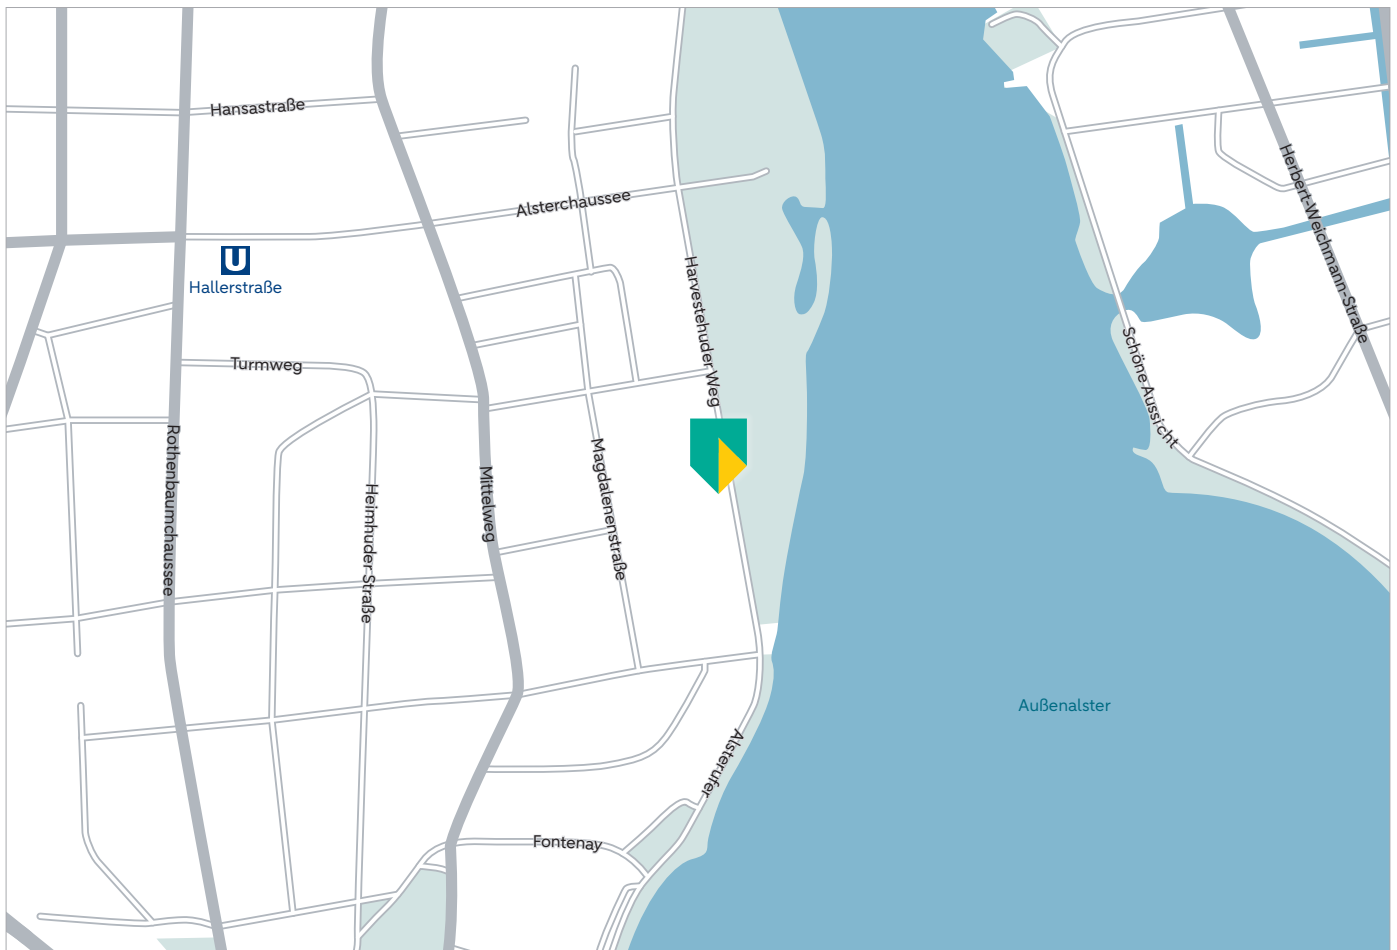 Hansastraße
Alsterchaussee
U
Hallerstraße
Harvestehuder Weg
Herbert-Weichmann-Straße
Turmweg
Schöne Aussicht
Rothenbaumchaussee
Heimhuder Straße
Mittelweg
Magdalenenstraße
Außenalster
Alsterufer
Fontenay